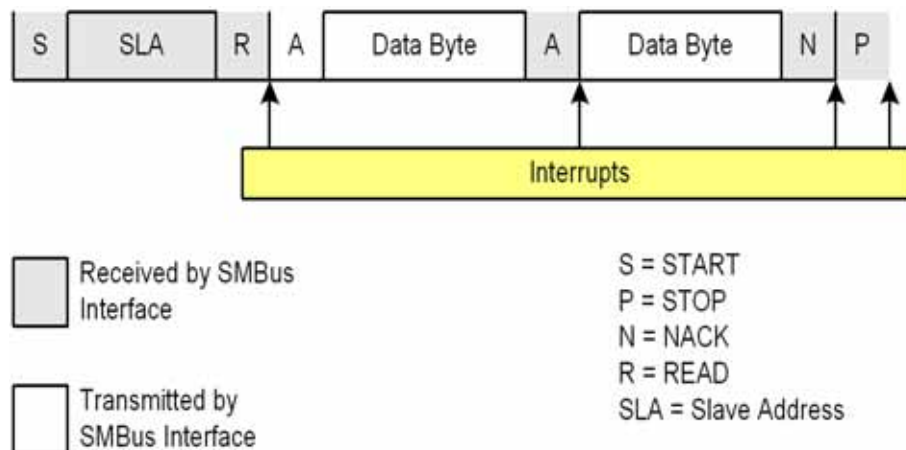 S SLA R A Data Byte A Data Byte N P
Interrupts
Received by SMBus
Interface
Transmitted by
SMBus Interface
S = START
P = STOP
N = NACK
R = READ
SLA = Slave Address